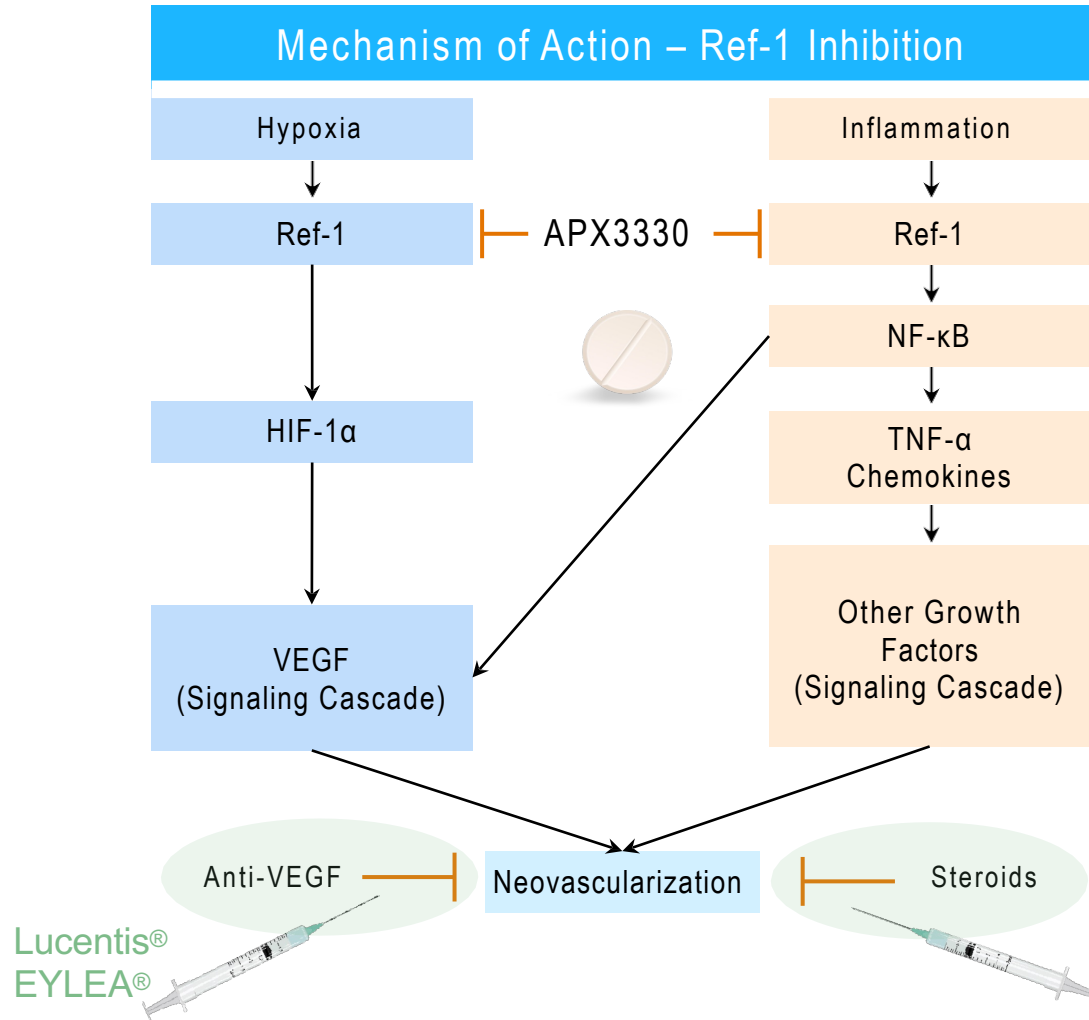 Mechanism of Action – Ref-1 Inhibition
Hypoxia
Inflammation
Ref-1
APX3330
Ref-1
NF-κB
HIF-1α
TNF-α
Chemokines
VEGF
(Signaling Cascade)
Other Growth
Factors
(Signaling Cascade)
Anti-VEGF
Neovascularization
Steroids
Lucentis®
EYLEA®